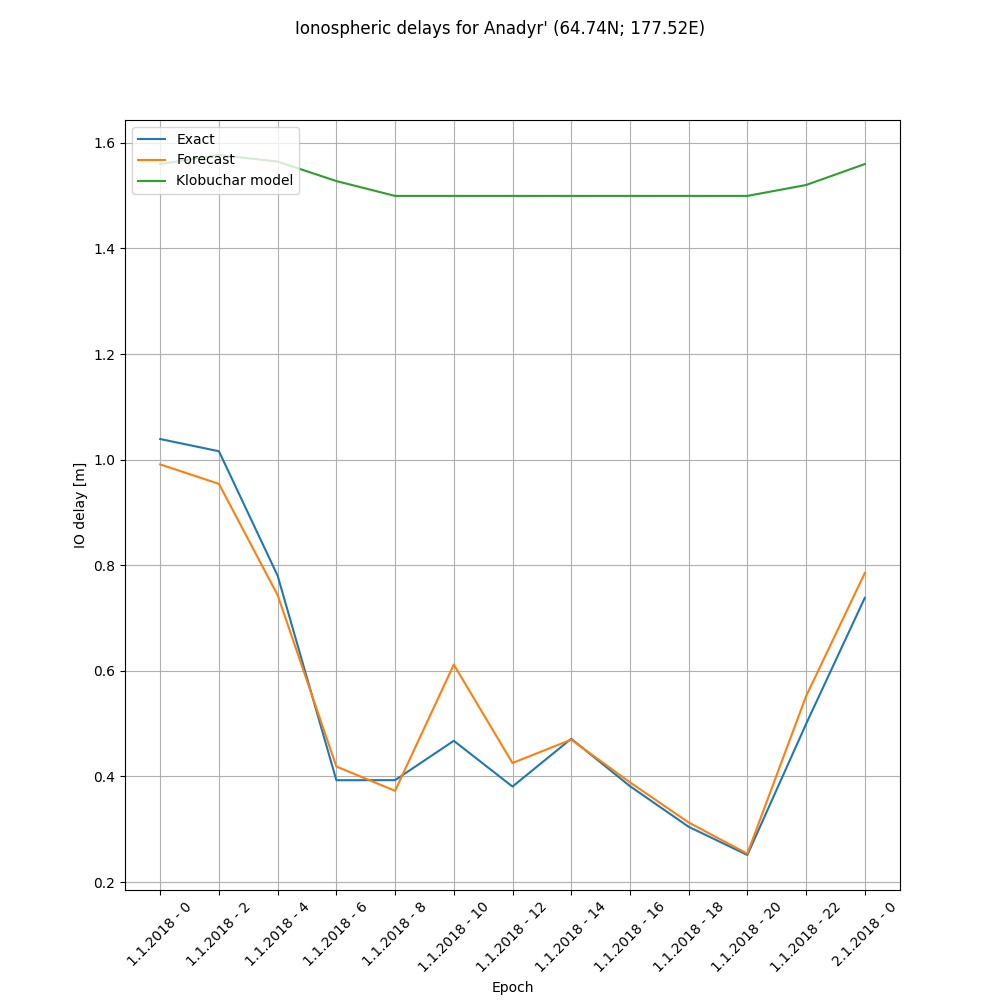 Ionospheric delays for Anadyr' (64.74N; 177.52E)
Exact
Forecast
Klobuchar model
1.6
1.4
1.2
1.0
0.8
0.6
0.4
0.2
IO delay [m]
1.1.2018 - 0
1.1.2018 - 2
1.1.2018 - 4
1.1.2018 - 6
1.1.2018 - 8
1.1.2018 - 10
1.1.2018 - 12
1.1.2018 - 14
1.1.2018 - 16
1.1.2018 - 18
1.1.2018 - 20
1.1.2018 - 22
2.1.2018 - 0
Epoch